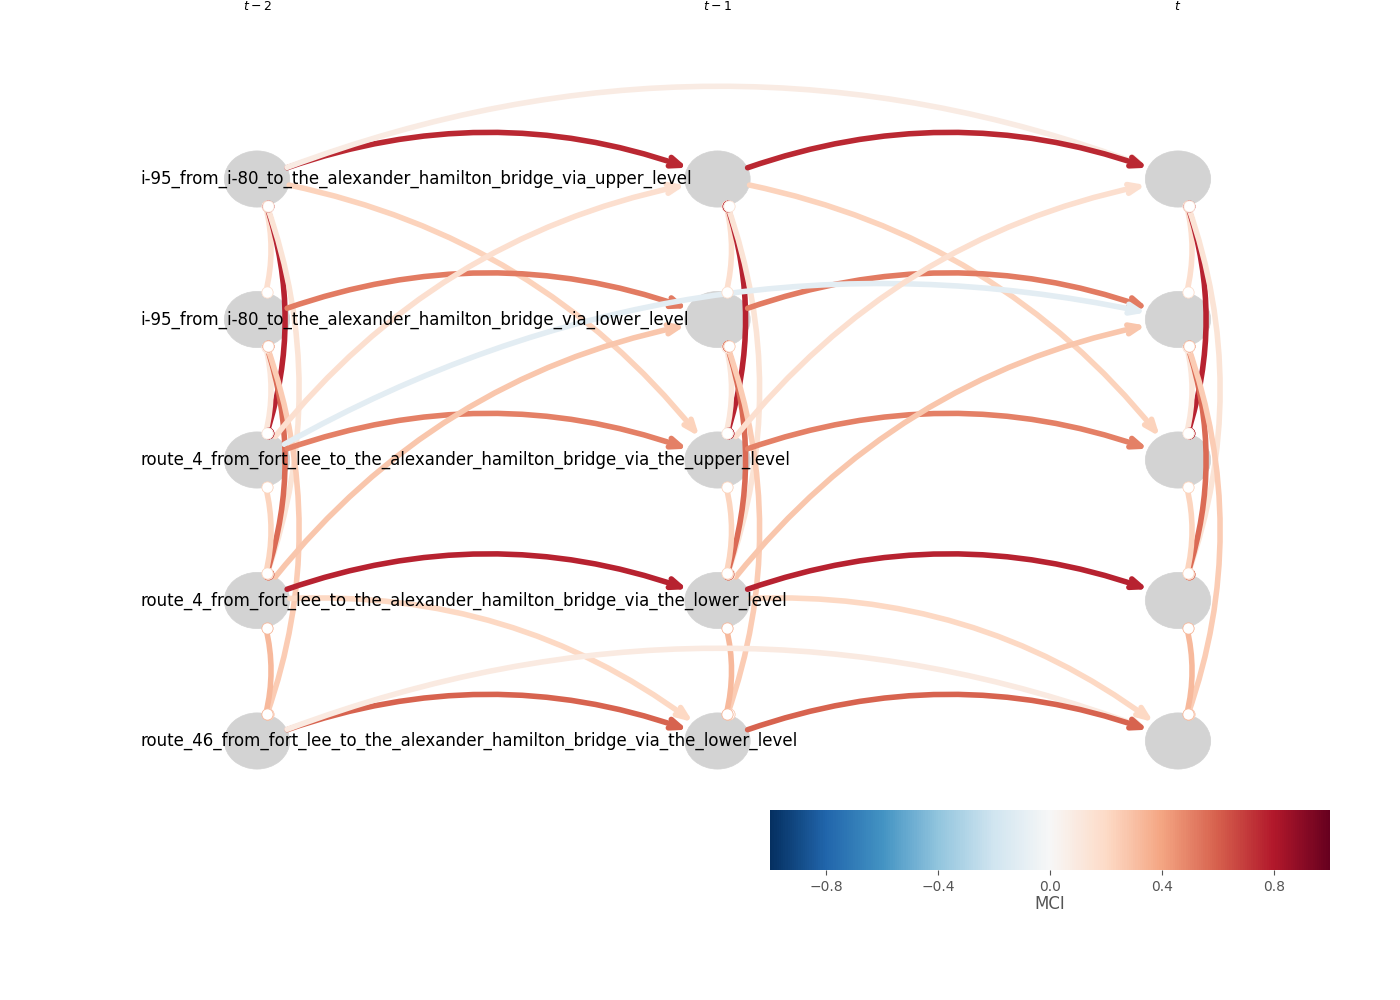 t − 2 t − 1 t
i-95_from_i-80_to_the_alexander_hamilton_bridge_via_upper_level
i-95_from_i-80_to_the_alexander_hamilton_bridge_via_lower_level
route_4_from_fort_lee_to_the_alexander_hamilton_bridge_via_the_upper_level
route_4_from_fort_lee_to_the_alexander_hamilton_bridge_via_the_lower_level
route_46_from_fort_lee_to_the_alexander_hamilton_bridge_via_the_lower_level
−0.8 −0.4 0.0 0.4 0.8
MCI